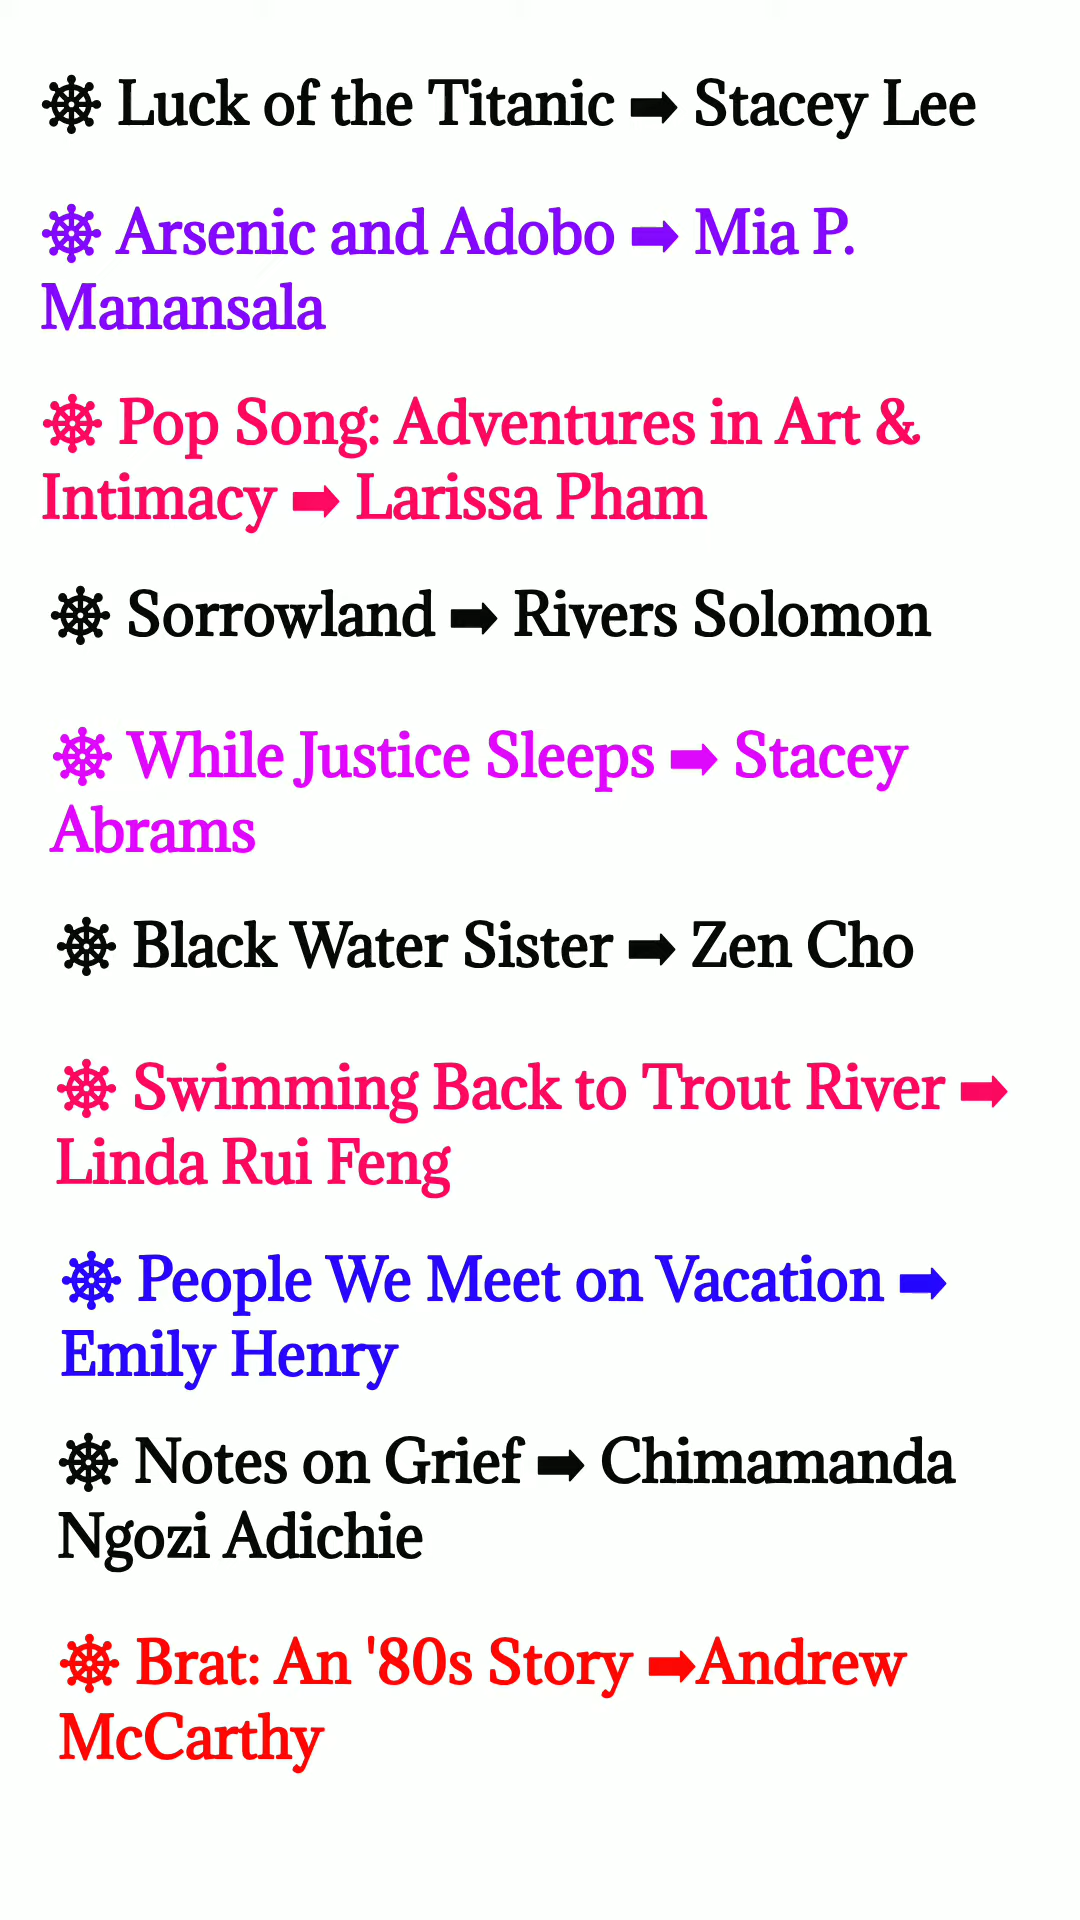 ☸ Luck of the Titanic ➡ Stacey Lee
☸ Arsenic and Adobo ➡ Mia P.
Manansala
☸ Pop Song: Adventures in Art &
Intimacy ➡ Larissa Pham
☸ Sorrowland ➡ Rivers Solomon
☸ While Justice Sleeps ➡ Stacey
Abrams
☸ Black Water Sister ➡ Zen Cho
☸ Swimming Back to Trout River ➡
Linda Rui Feng
☸ People We Meet on Vacation ➡
Emily Henry
☸ Notes on Grief ➡ Chimamanda
Ngozi Adichie
☸ Brat: An '80s Story ➡Andrew
McCarthy